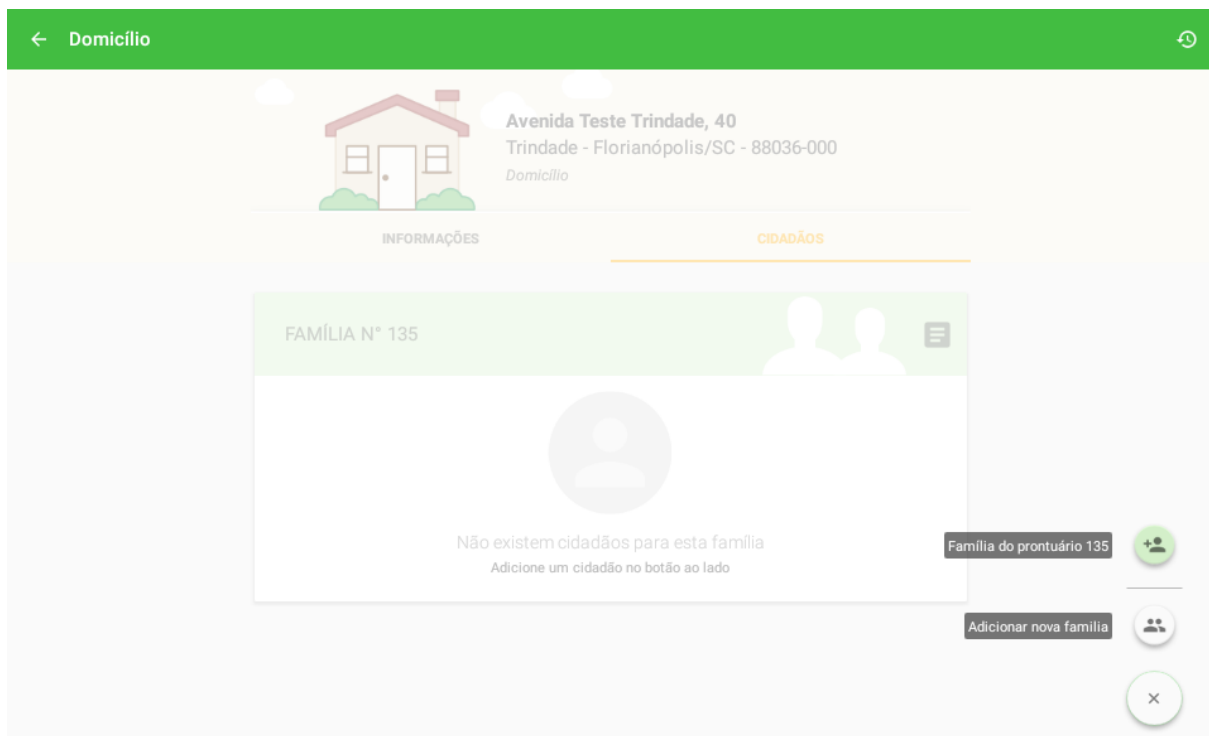 Domicílio
Avenida Teste Trindade, 40
Trindade - Florianópolis/SC - 88036-000
Domicílio
INFORMAÇÕES
CIDADÃOS
FAMÍLIA N° 135
Não existem cidadãos para esta família
Adicione um cidadão no botão ao lado
Família do prontuário 135
Adicionar nova familia